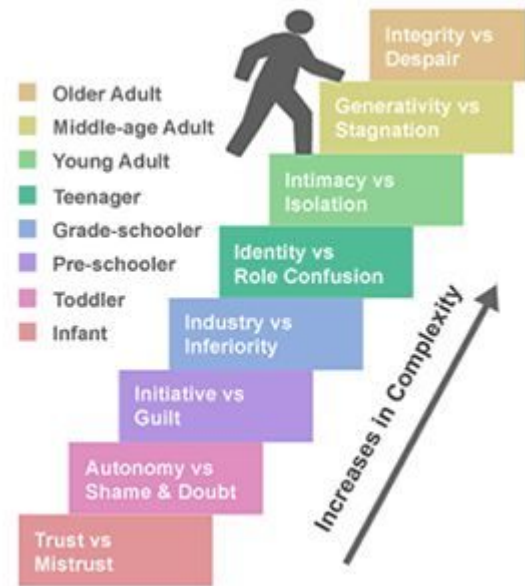 Integrity vs
Despair
Older Adult
Middle-age Adult
Young Adult
Teenager
Grade-schooler
Pre-schooler
Toddler
Infant
Generativity vs
Stagnation
Intimacy vs
Isolation
Identity vs
Role Confusion
Industry vs
Inferiority
Initiative vs
Guilt
Autonomy vs
Shame & Doubt
Trust vs
Mistrust
Increases in Complexity